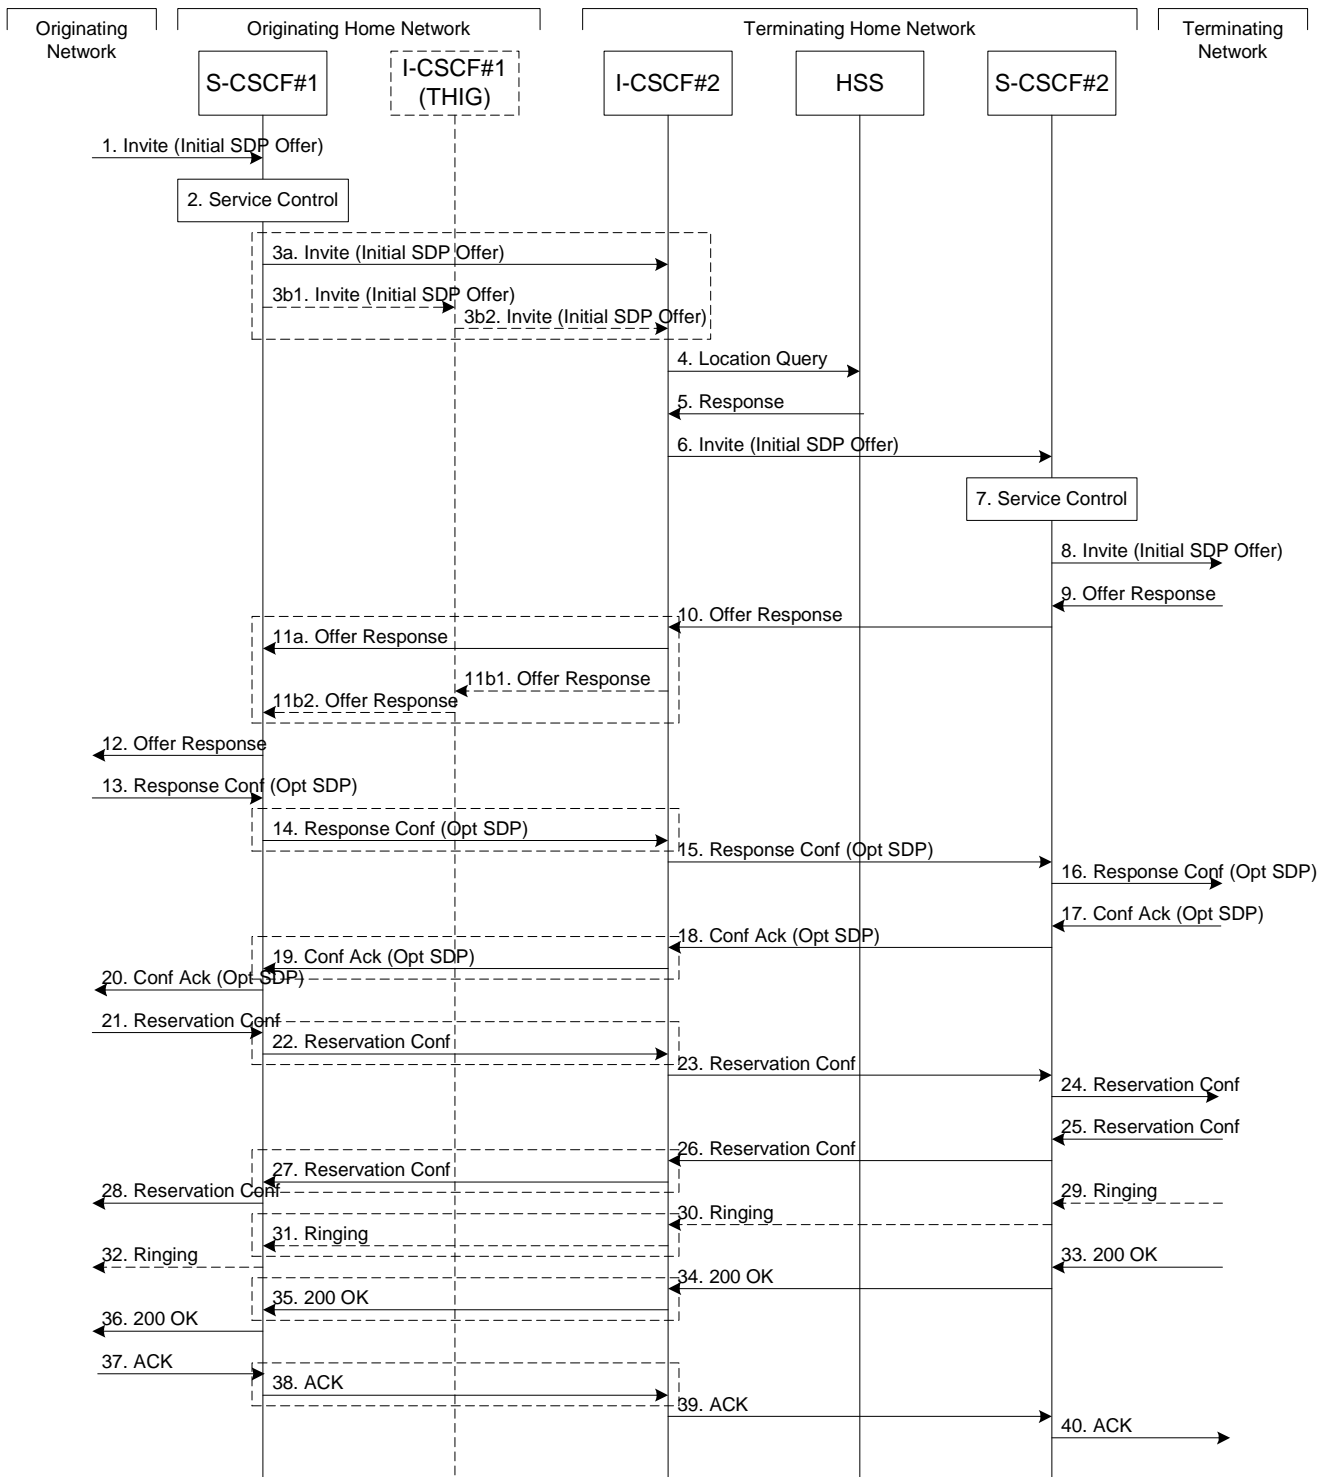 Originating
Network
Originating Home Network
Terminating Home Network
Terminating
Network
S-CSCF#1
I-CSCF#1
(THIG)
I-CSCF#2
HSS
S-CSCF#2
1. Invite (Initial SDP Offer)
2. Service Control
3a. Invite (Initial SDP Offer)
3b1. Invite (Initial SDP Offer)
3b2. Invite (Initial SDP Offer)
4. Location Query
5. Response
6. Invite (Initial SDP Offer)
7. Service Control
8. Invite (Initial SDP Offer)
9. Offer Response
10. Offer Response
11a. Offer Response
11b1. Offer Response
11b2. Offer Response
12. Offer Response
13. Response Conf (Opt SDP)
14. Response Conf (Opt SDP)
15. Response Conf (Opt SDP)
16. Response Conf (Opt SDP)
17. Conf Ack (Opt SDP)
18. Conf Ack (Opt SDP)
19. Conf Ack (Opt SDP)
20. Conf Ack (Opt SDP)
21. Reservation Conf
22. Reservation Conf
23. Reservation Conf
24. Reservation Conf
25. Reservation Conf
26. Reservation Conf
27. Reservation Conf
28. Reservation Conf
29. Ringing
30. Ringing
31. Ringing
32. Ringing
33. 200 OK
34. 200 OK
35. 200 OK
36. 200 OK
37. ACK
38. ACK
39. ACK
40. ACK